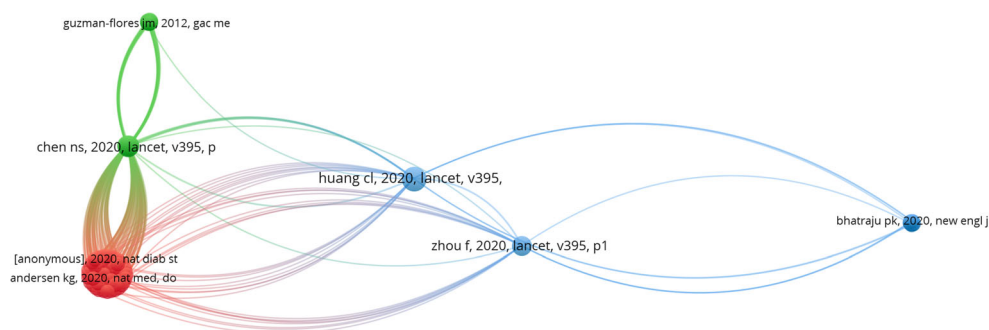 guzman-flores jm, 2012, gac me
chen ns, 2020, lancet, v395, p
huang cl, 2020, lancet, v395,
bhatraju pk, 2020, new engl j
zhou f, 2020, lancet, v395, p1
[anonymous], 2020, nat diab st
andersen kg, 2020, nat med, do